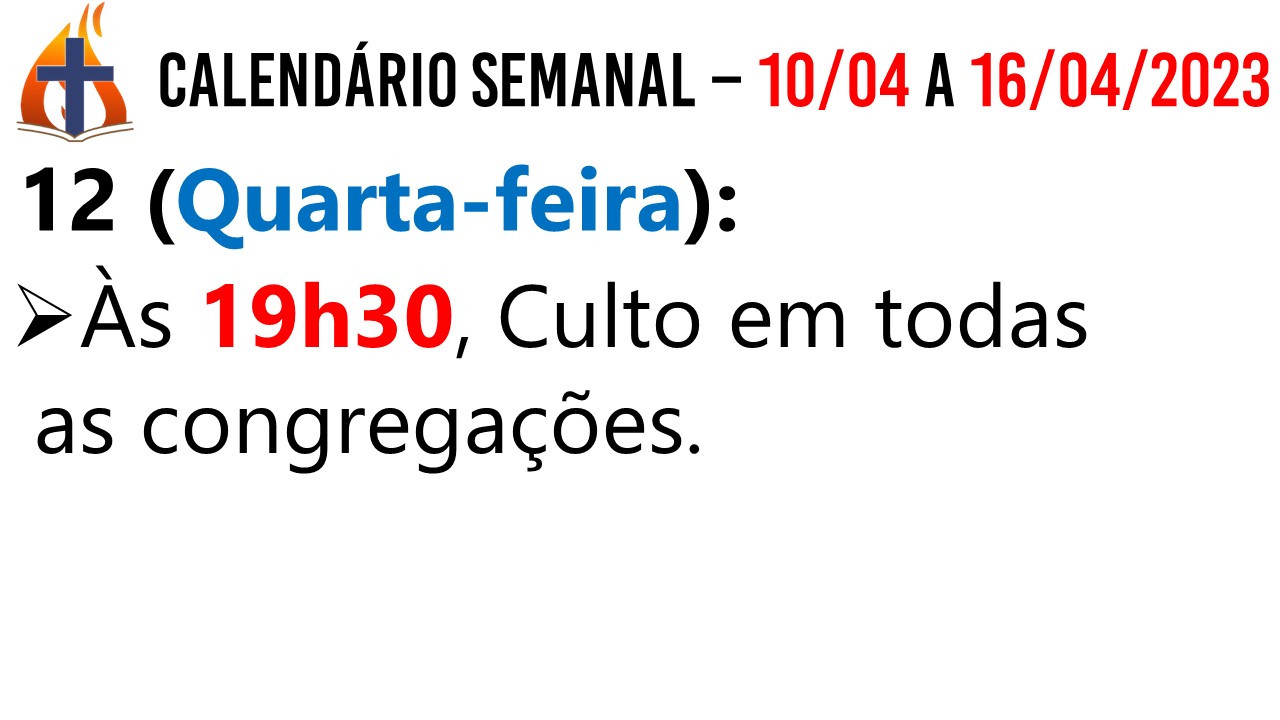 CALENDÁRIO SEMANAL – 10/04 A 16/04/2023
12 (Quarta-feira):
➢Às 19h30, Culto em todas
as congregações.